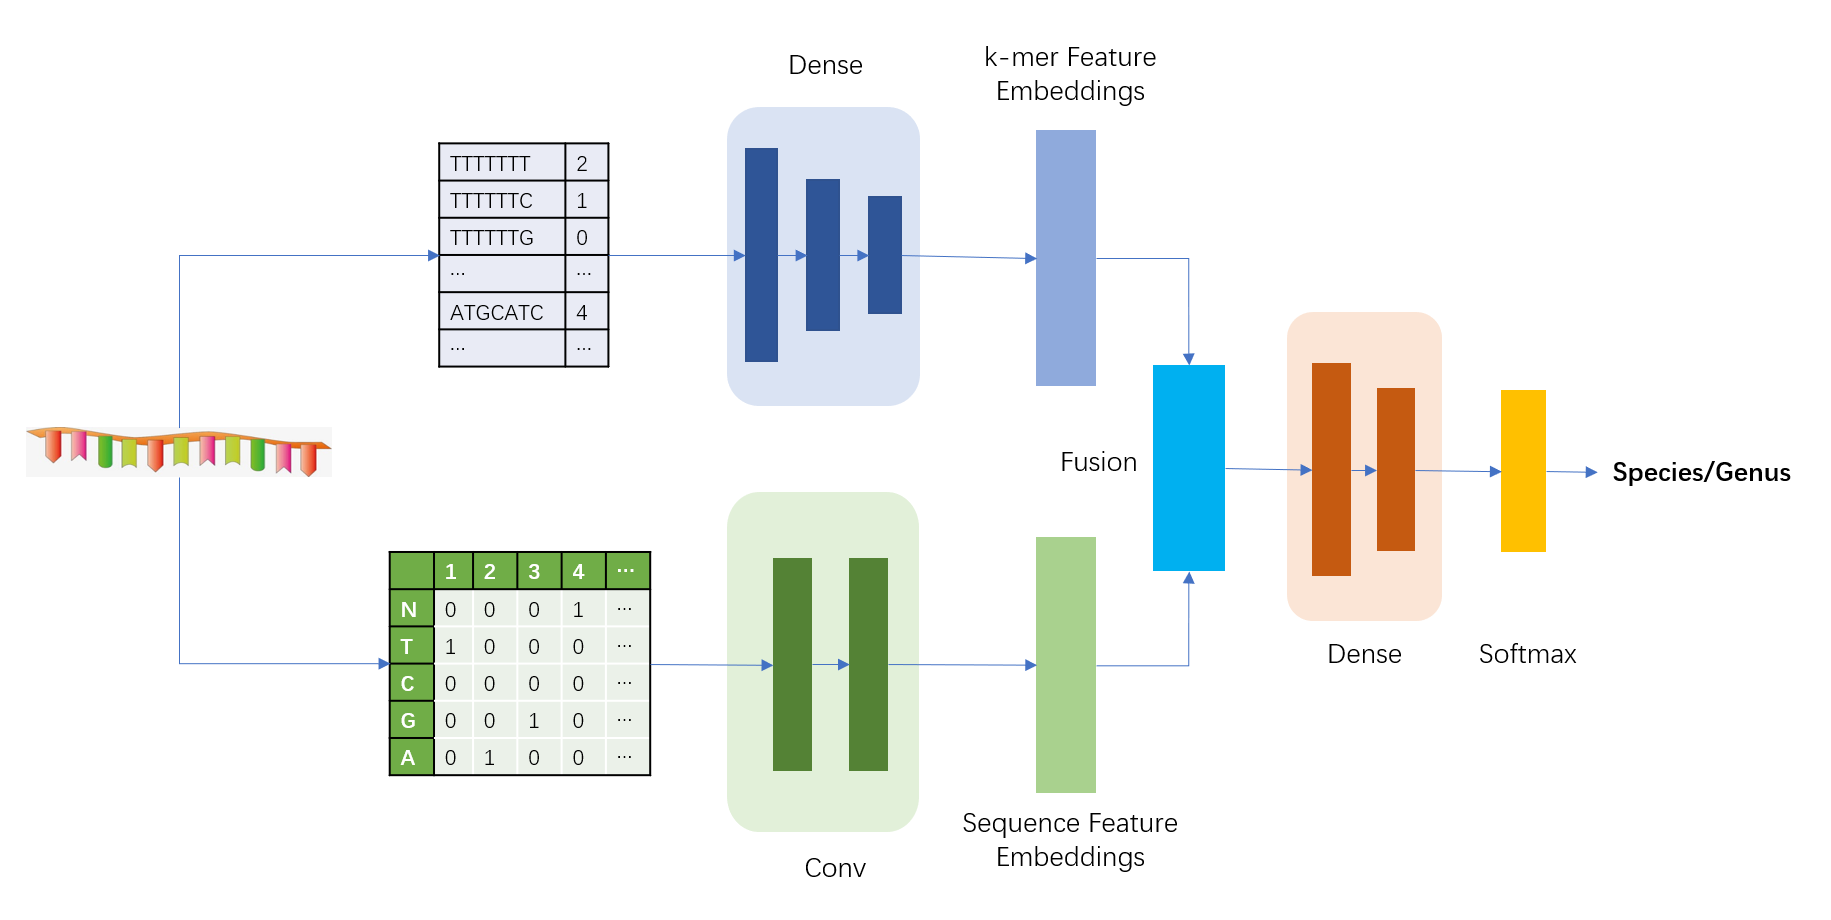 Dense
k-mer Feature
Embeddings
TTTTTTT 2
TTTTTTC 1
TTTTTTG 0
... ...
ATGCATC 4
... ...
Fusion
Species/Genus
1 2 3 4 ...
N 0 0 0 1 ...
T 1 0 0 0 ...
C 0 0 0 0 ...
G 0 0 1 0 ...
A 0 1 0 0 ...
Dense
Softmax
Sequence Feature
Embeddings
Conv